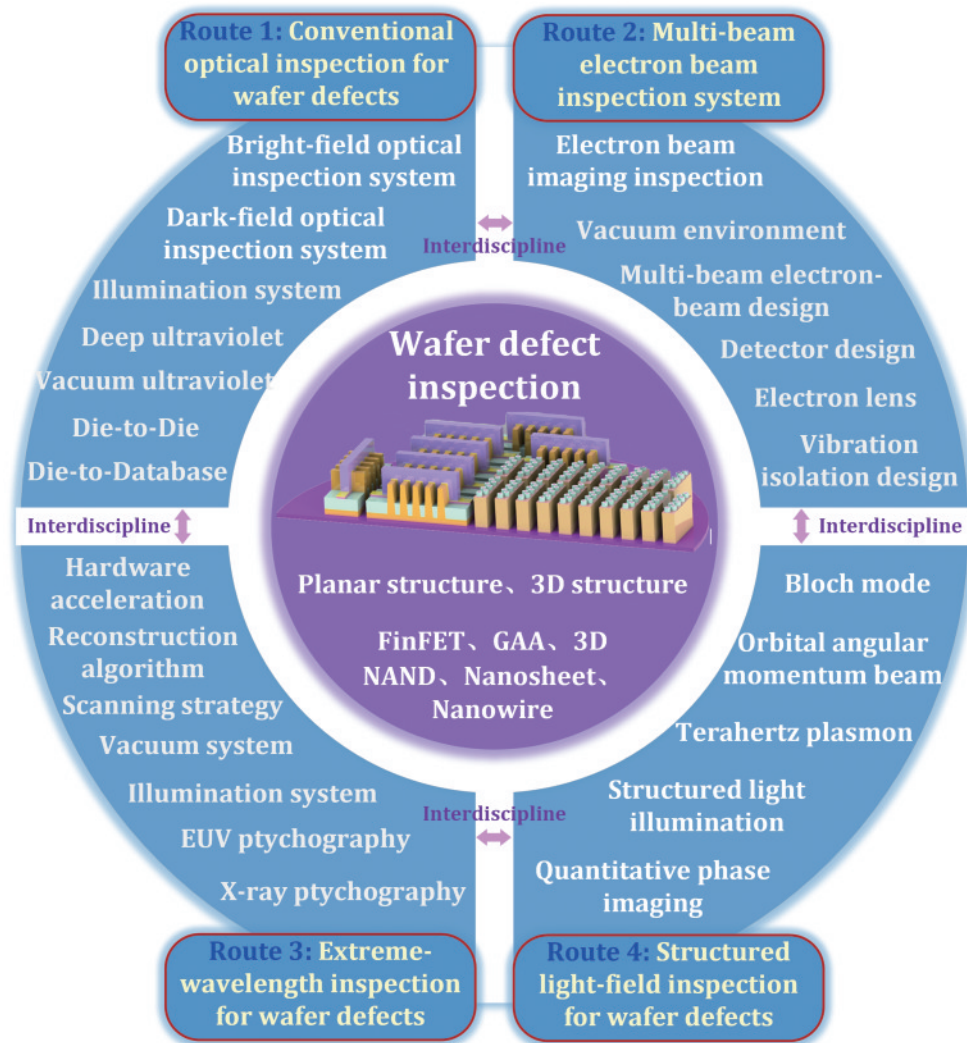 Route 1: Conventional
optical inspection for
wafer defects
Route 2: Multi-beam
electron beam
inspection system
Bright-field optical
inspection system
Dark-field optical
inspection system
Illumination system
Deep ultraviolet
Vacuum ultraviolet
Die-to-Die
Die-to-Database
Interdiscipline
Electron beam
imaging inspection
Vacuum environment
Multi-beam electron-
beam design
Detector design
Electron lens
Vibration
isolation design
Wafer defect
inspection
Planar structure、3D structure
FinFET、GAA、3D
NAND、Nanosheet、
Nanowire
Interdiscipline
Interdiscipline
Hardware
acceleration
Reconstruction
algorithm
Scanning strategy
Vacuum system
Illumination system
EUV ptychography
X-ray ptychography
Interdiscipline
Bloch mode
Orbital angular
momentum beam
Terahertz plasmon
Structured light
illumination
Quantitative phase
imaging
Route 3: Extreme-
wavelength inspection
for wafer defects
Route 4: Structured
light-field inspection
for wafer defects